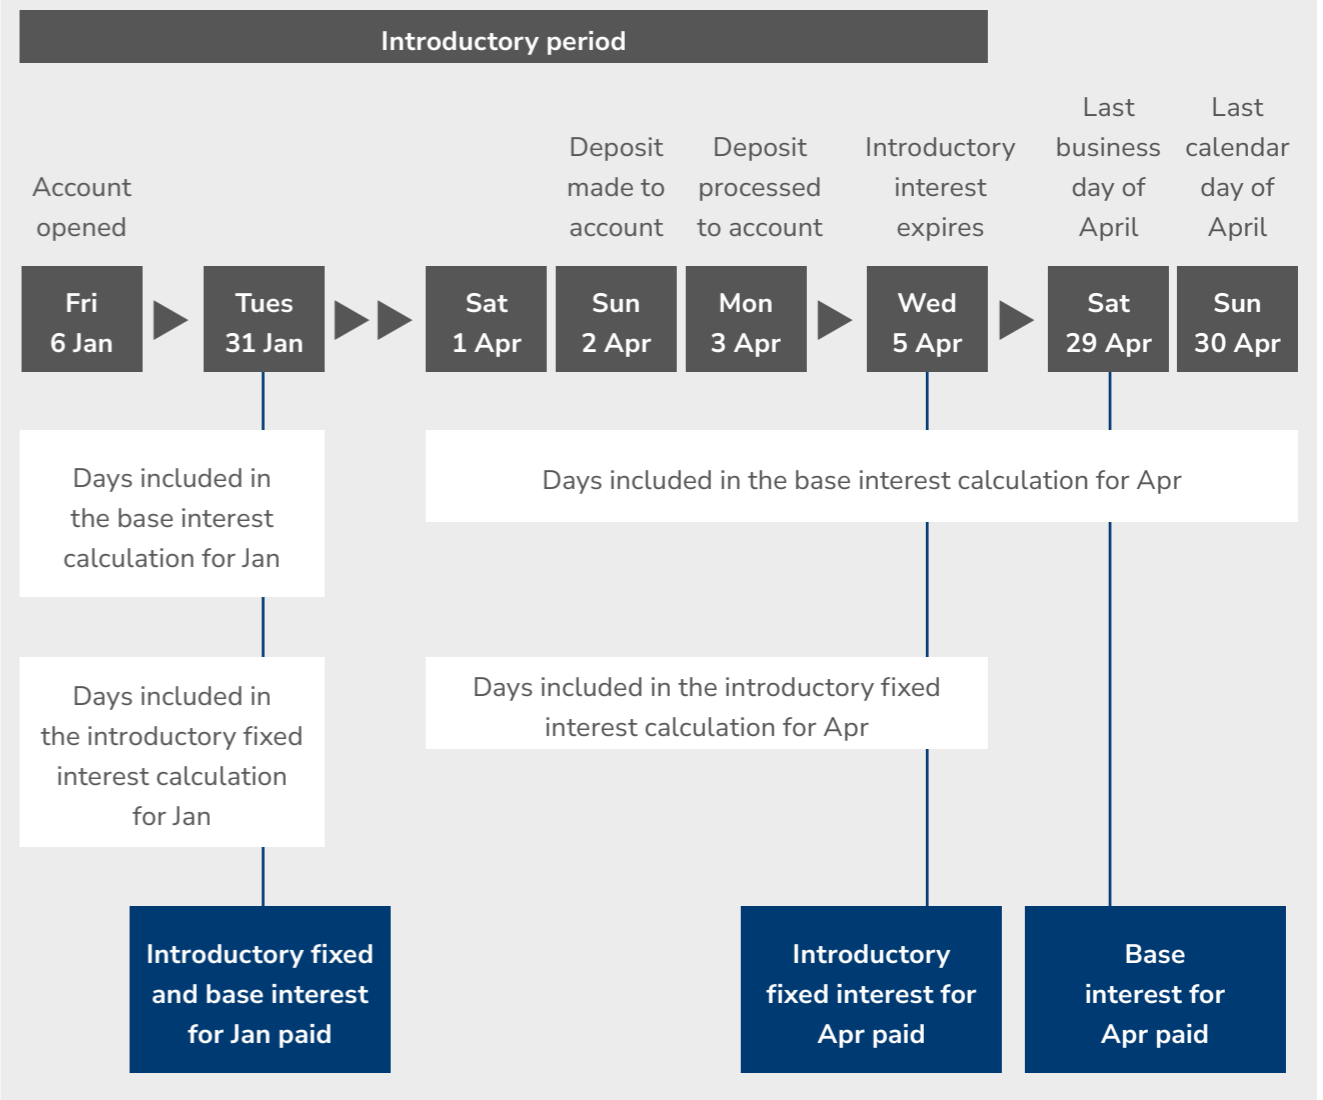 Introductory period
Account
opened
Deposit
made to
account
Deposit
processed
to account
Introductory
interest
expires
Last
business
day of
April
Last
calendar
day of
April
Fri
6 Jan
Tues
31 Jan
Sat
1 Apr
Sun
2 Apr
Mon
3 Apr
Wed
5 Apr
Sat
29 Apr
Sun
30 Apr
Days included in
the base interest
calculation for Jan
Days included in the base interest calculation for Apr
Days included in
the introductory fixed
interest calculation
for Jan
Days included in the introductory fixed
interest calculation for Apr
Introductory fixed
and base interest
for Jan paid
Introductory
fixed interest for
Apr paid
Base
interest for
Apr paid